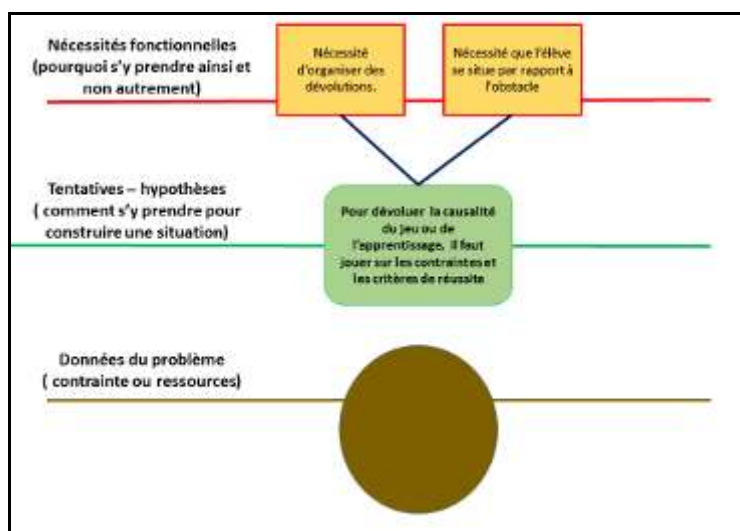 Nécessités fonctionnelles
(pourquoi s'y prendre ainsi et
non autrement)
Nécessité
d'organiser des
dévolutions.
Nécessité que l'élève
se situe par rapport à
l'obstacle
Tentatives – hypothèses
( comment s'y prendre pour
construire une situation)
Pour dévoluer la causalité
du jeu ou de
l'apprentissage, il faut
jouer sur les contraintes et
les critères de réussite
Données du problème
( contrainte ou ressources)